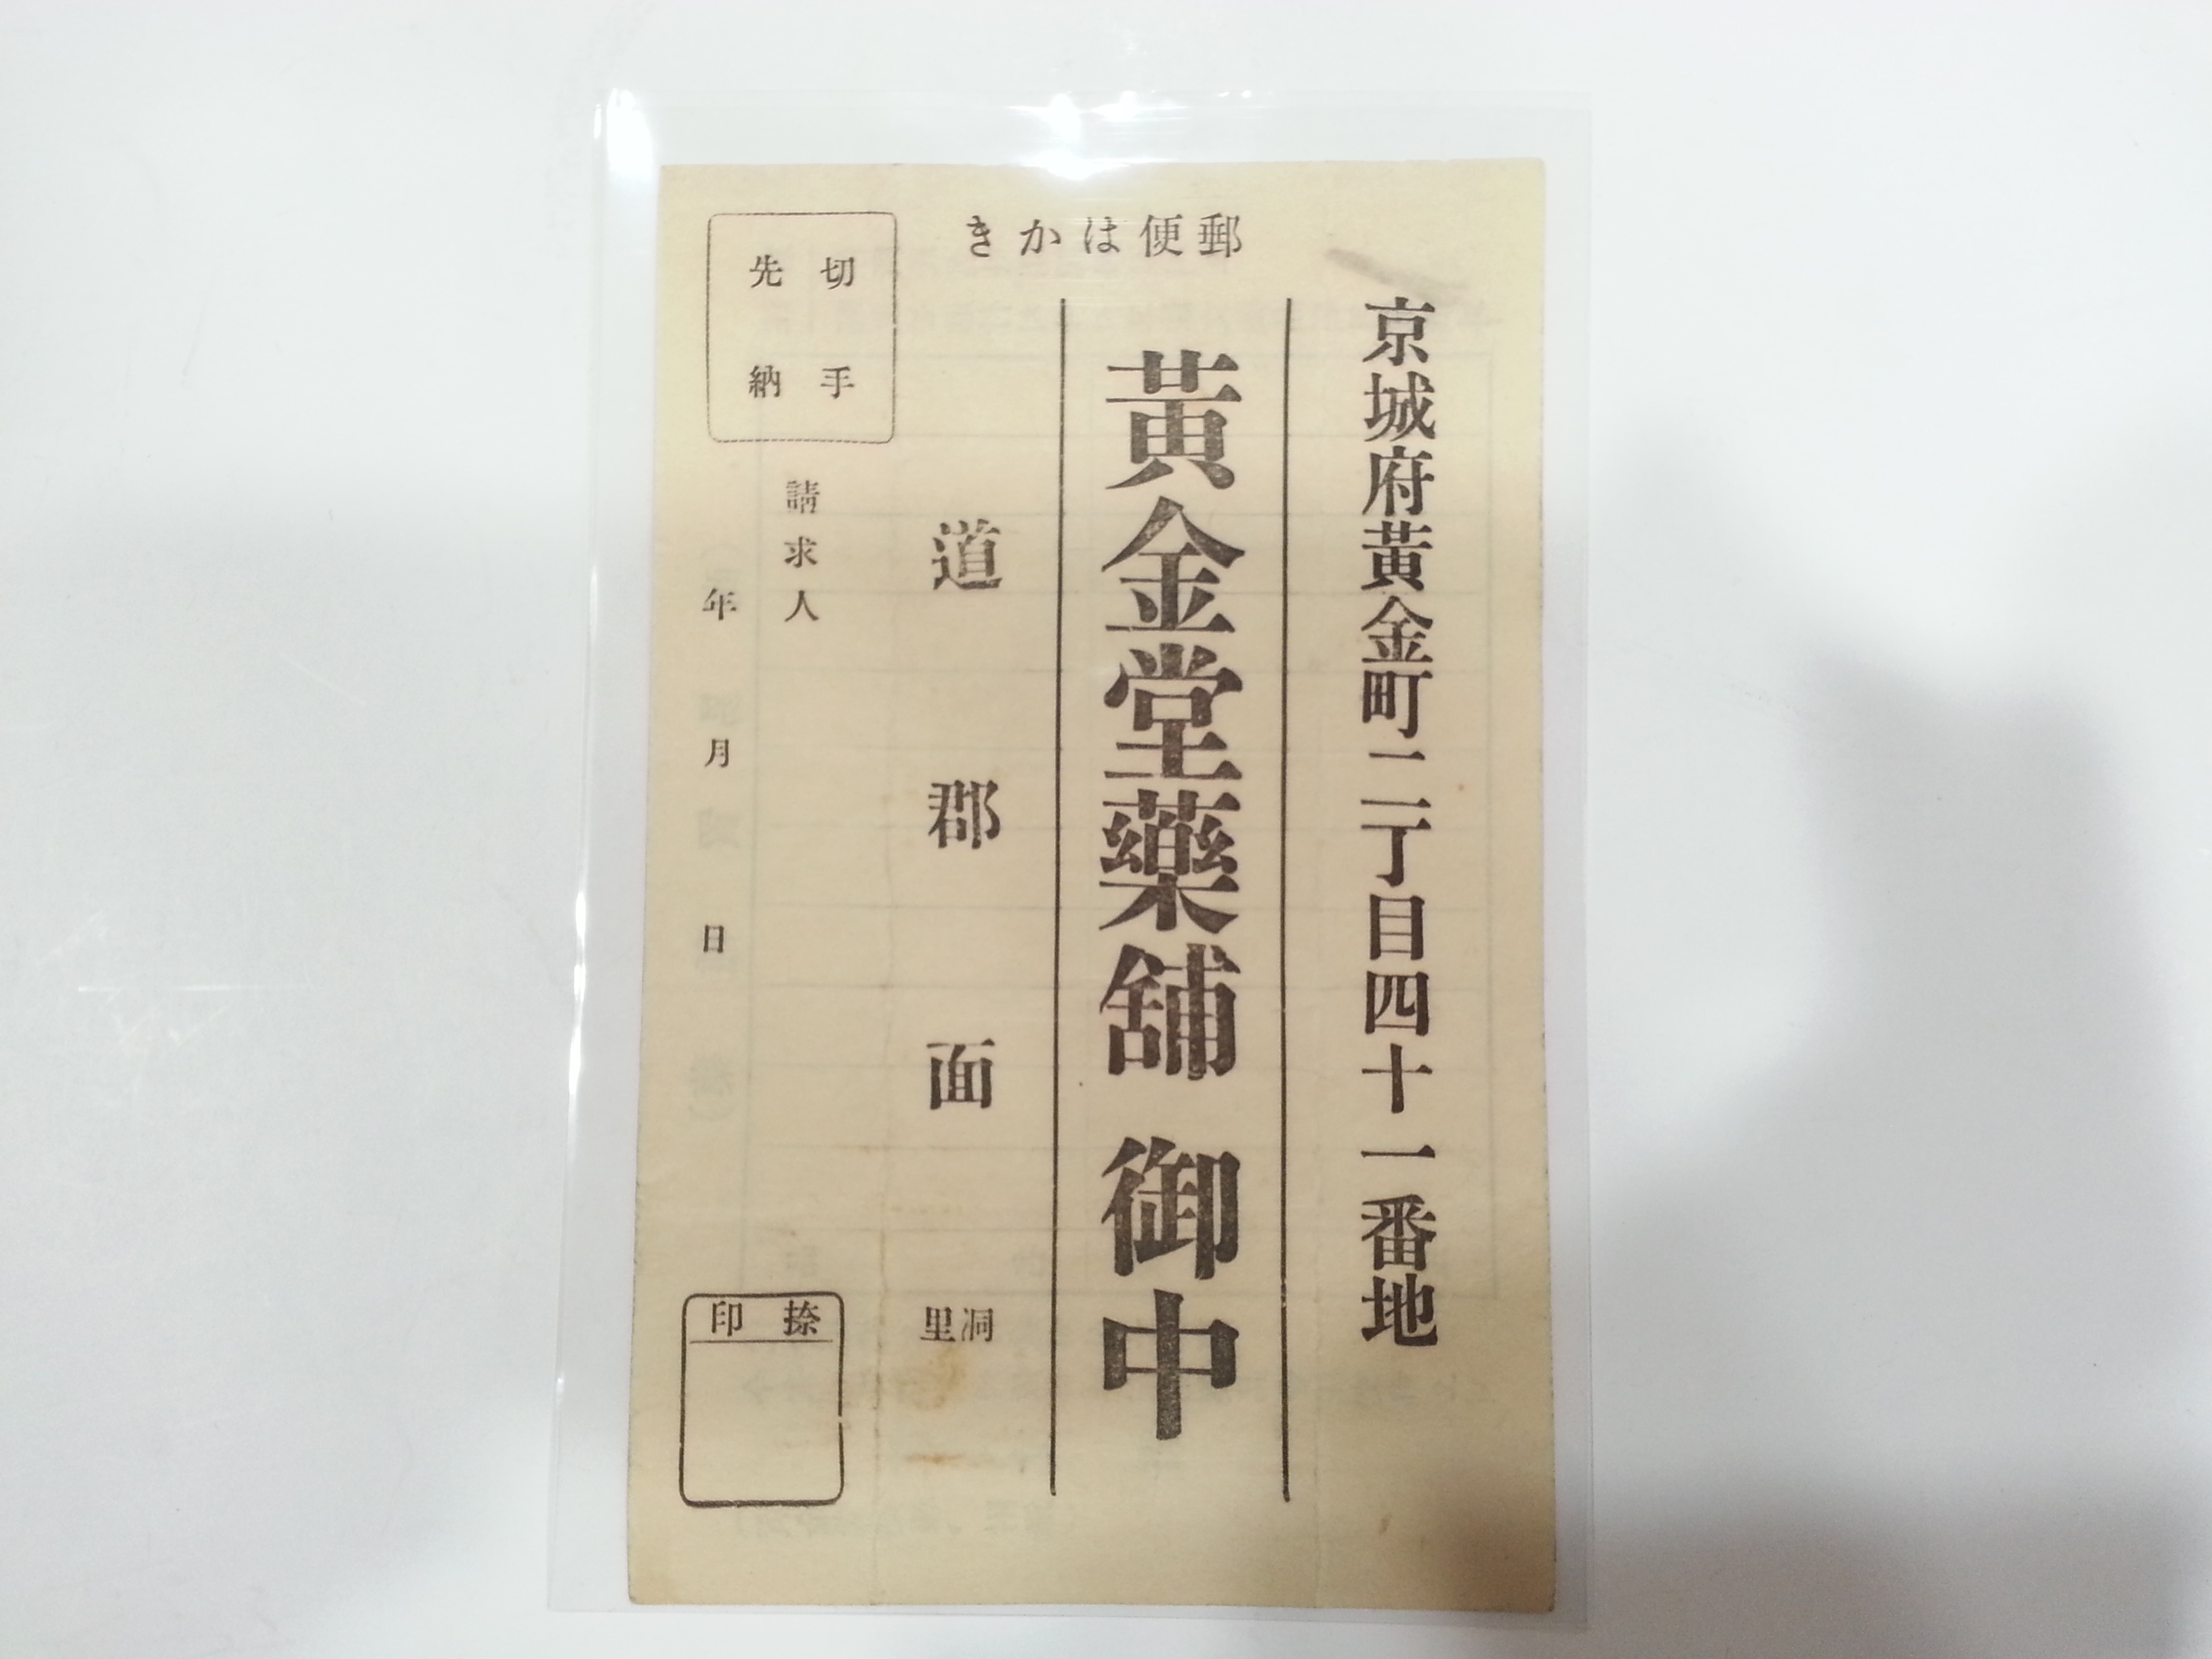 郵便はかき
京城府黃金町二丁目四十一番地
黃金堂藥舖 御中
道 郡 面 洞里
切手
先納
請求人
年 月 日
捺印